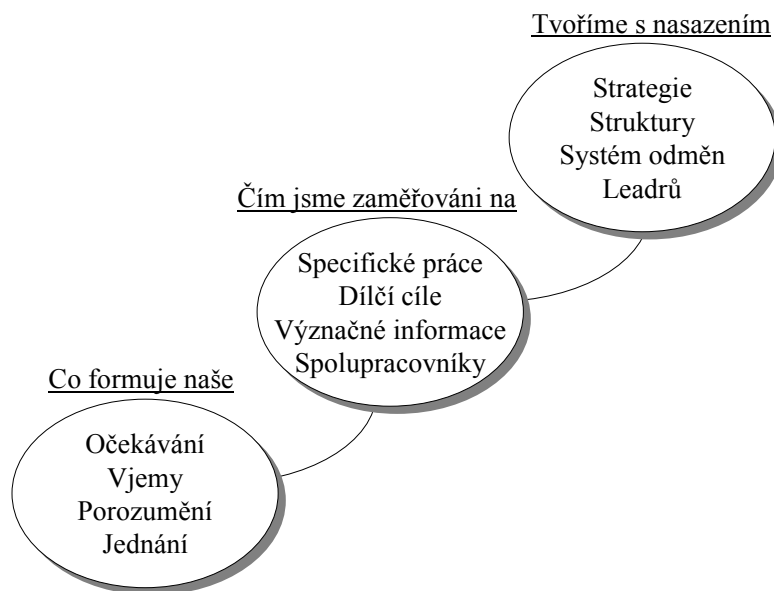 Tvoříme s nasazením
Strategie
Struktury
Systém odměn
Leadrů
Čím jsme zaměřováni na
Specifické práce
Dílčí cíle
Význačné informace
Spolupracovníky
Co formuje naše
Očekávání
Vjemy
Porozumění
Jednání